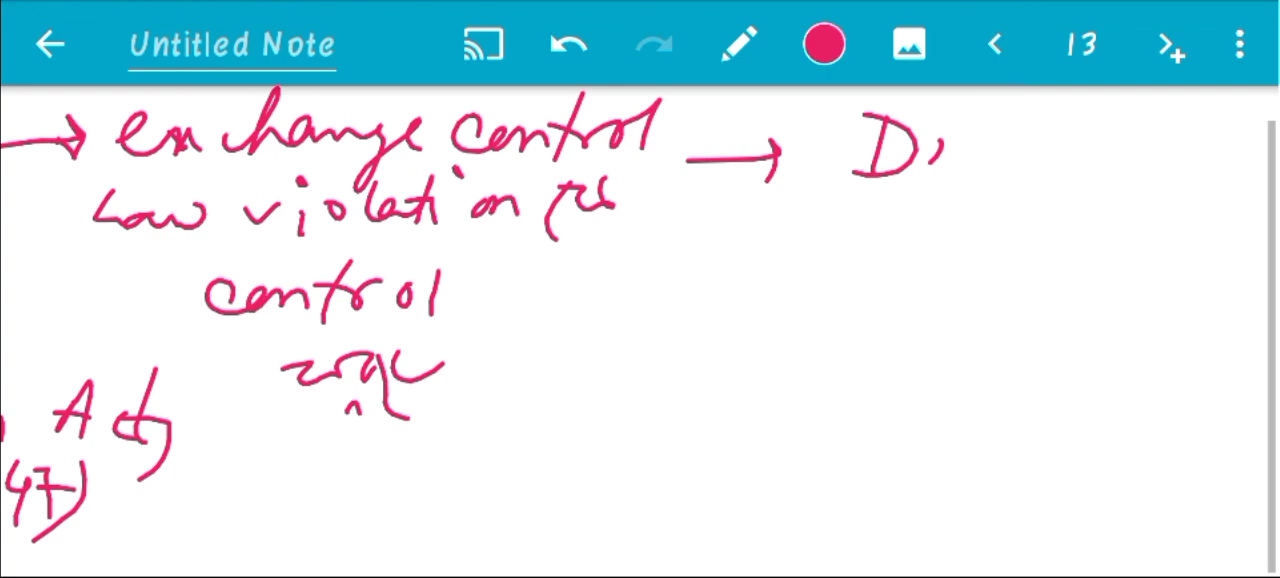 Untitled Note
13
→ exchange control → D,
Law violation
control
Act
47)